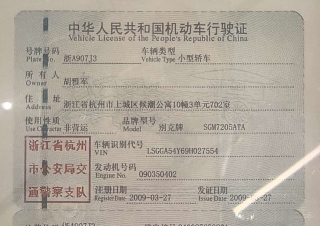 中华人民共和国机动车行驶证
Vehicle License of the People's Republic of China
号牌号码 浙A907J3 车辆类型 小型轿车
Plate No. Vehicle Type
所有人 胡雅军
Owner
住址 浙江省杭州市上城区候潮公寓10幢3单元702室
Address
使用性质 非营运 品牌型号 别克牌 SGM7205ATA
Use Character Model
浙江省杭州 车辆识别代号 LSGGA54Y69H027554
VIN
市公安局交 发动机号码 090350402
Engine No.
通警察支队 注册日期 2009-03-27 发证日期 2009-03-27
Register Date Issue Date
浙A907J3